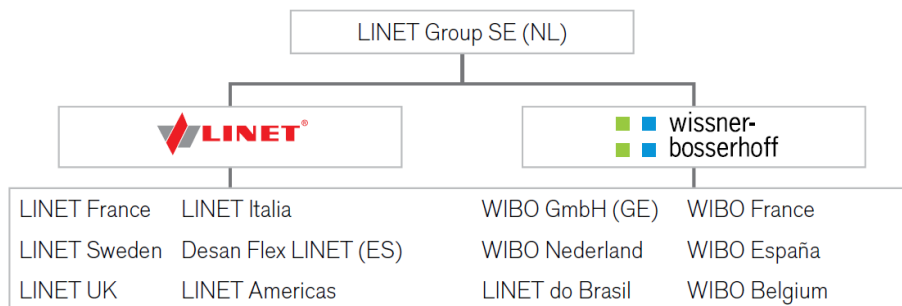 LINET Group SE (NL)
LINET®
wissner-
bosserhoff
LINET France LINET Italia WIBO GmbH (GE) WIBO France
LINET Sweden Desan Flex LINET (ES) WIBO Nederland WIBO España
LINET UK LINET Americas LINET do Brasil WIBO Belgium